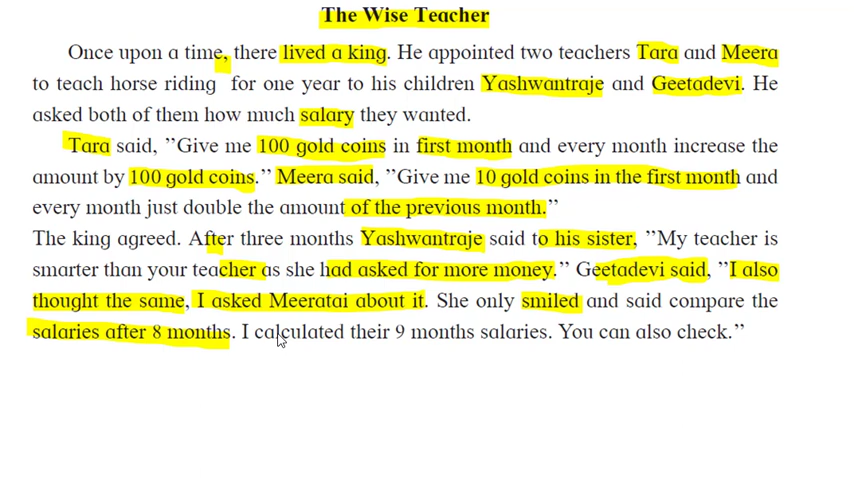 The Wise Teacher
Once upon a time, there lived a king. He appointed two teachers Tara and Meera
to teach horse riding for one year to his children Yashwantraje and Geetadevi. He
asked both of them how much salary they wanted.
Tara said, ”Give me 100 gold coins in first month and every month increase the
amount by 100 gold coins.” Meera said, ”Give me 10 gold coins in the first month and
every month just double the amount of the previous month.”
The king agreed. After three months Yashwantraje said to his sister, ”My teacher is
smarter than your teacher as she had asked for more money.” Geetadevi said, ”I also
thought the same, I asked Meeratai about it. She only smiled and said compare the
salaries after 8 months. I calculated their 9 months salaries. You can also check.”